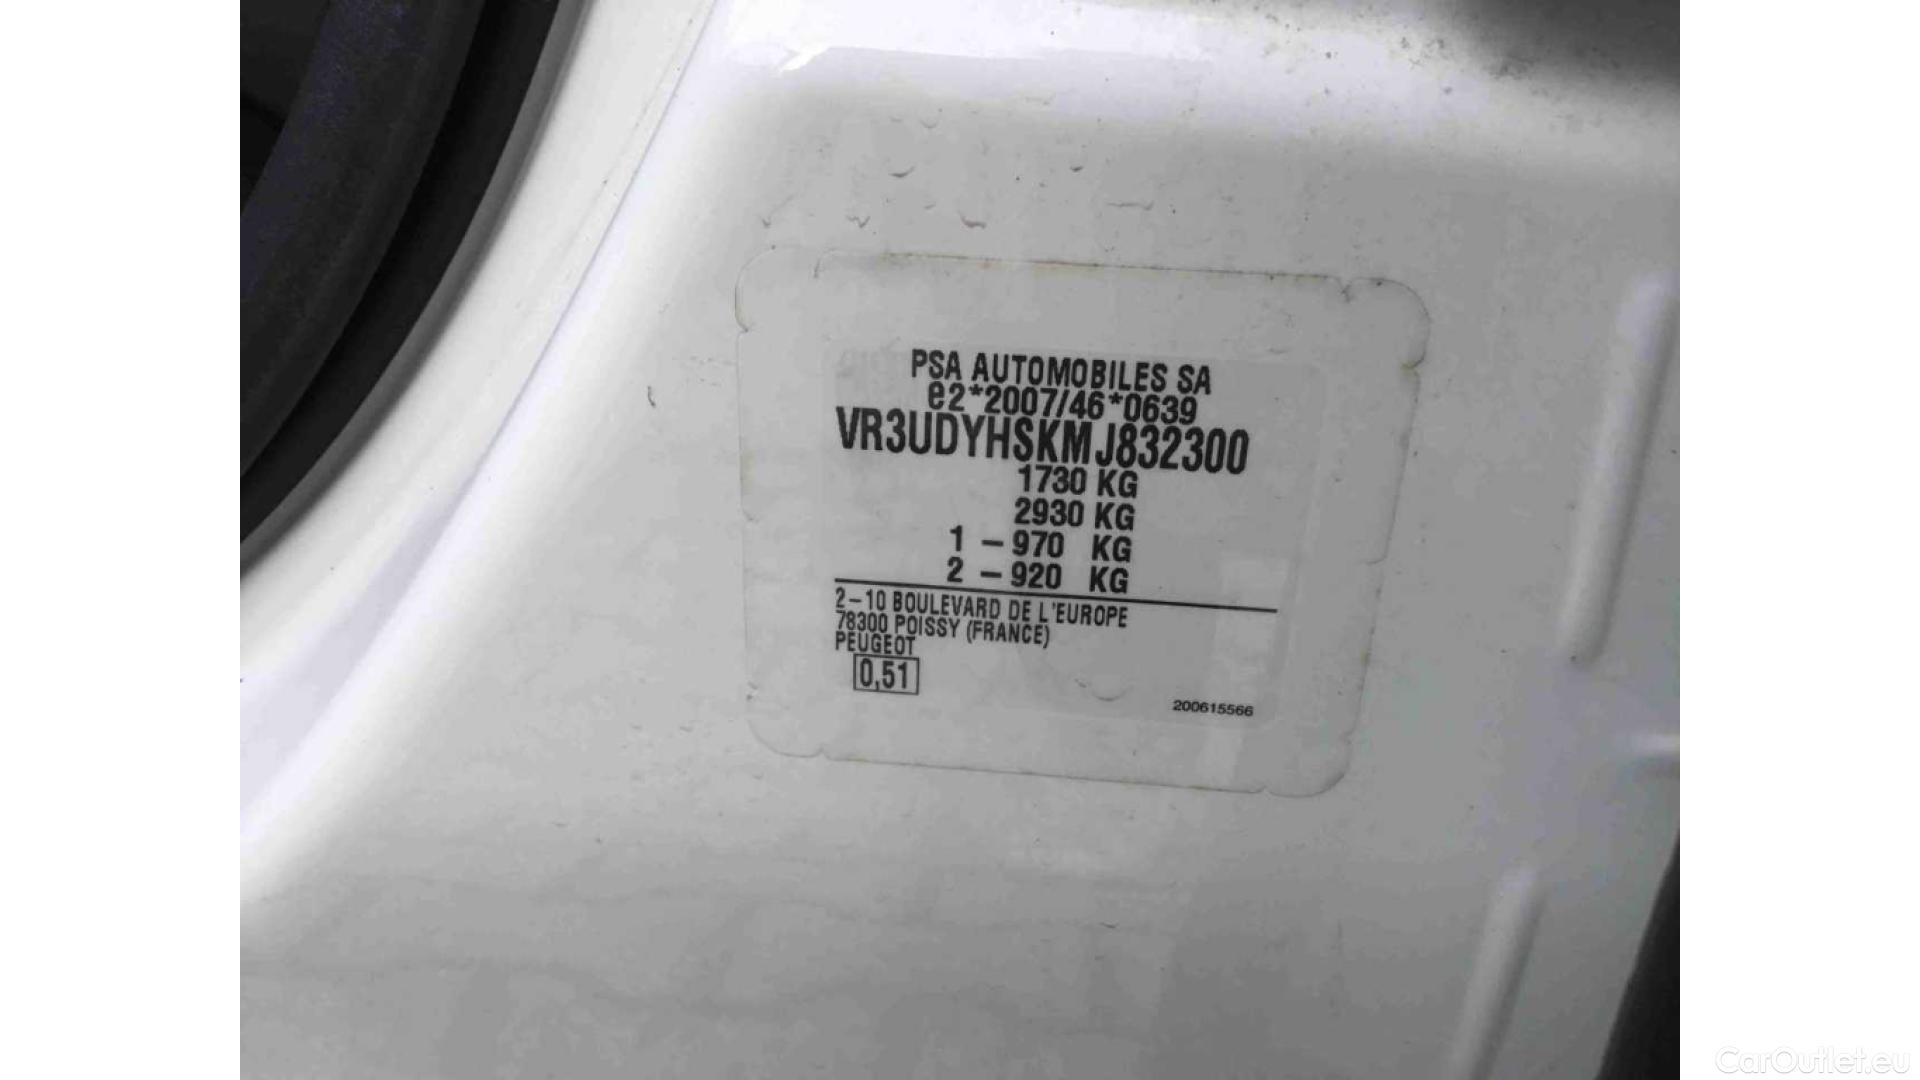 PSA AUTOMOBILES SA
e2*2007/46*0639
VR3UDYHSKMJ832300
1730 KG
2930 KG
1 – 970 KG
2 – 920 KG
2–10 BOULEVARD DE L'EUROPE
78300 POISSY (FRANCE)
PEUGEOT
0,51
200615566
CarOutlet.eu